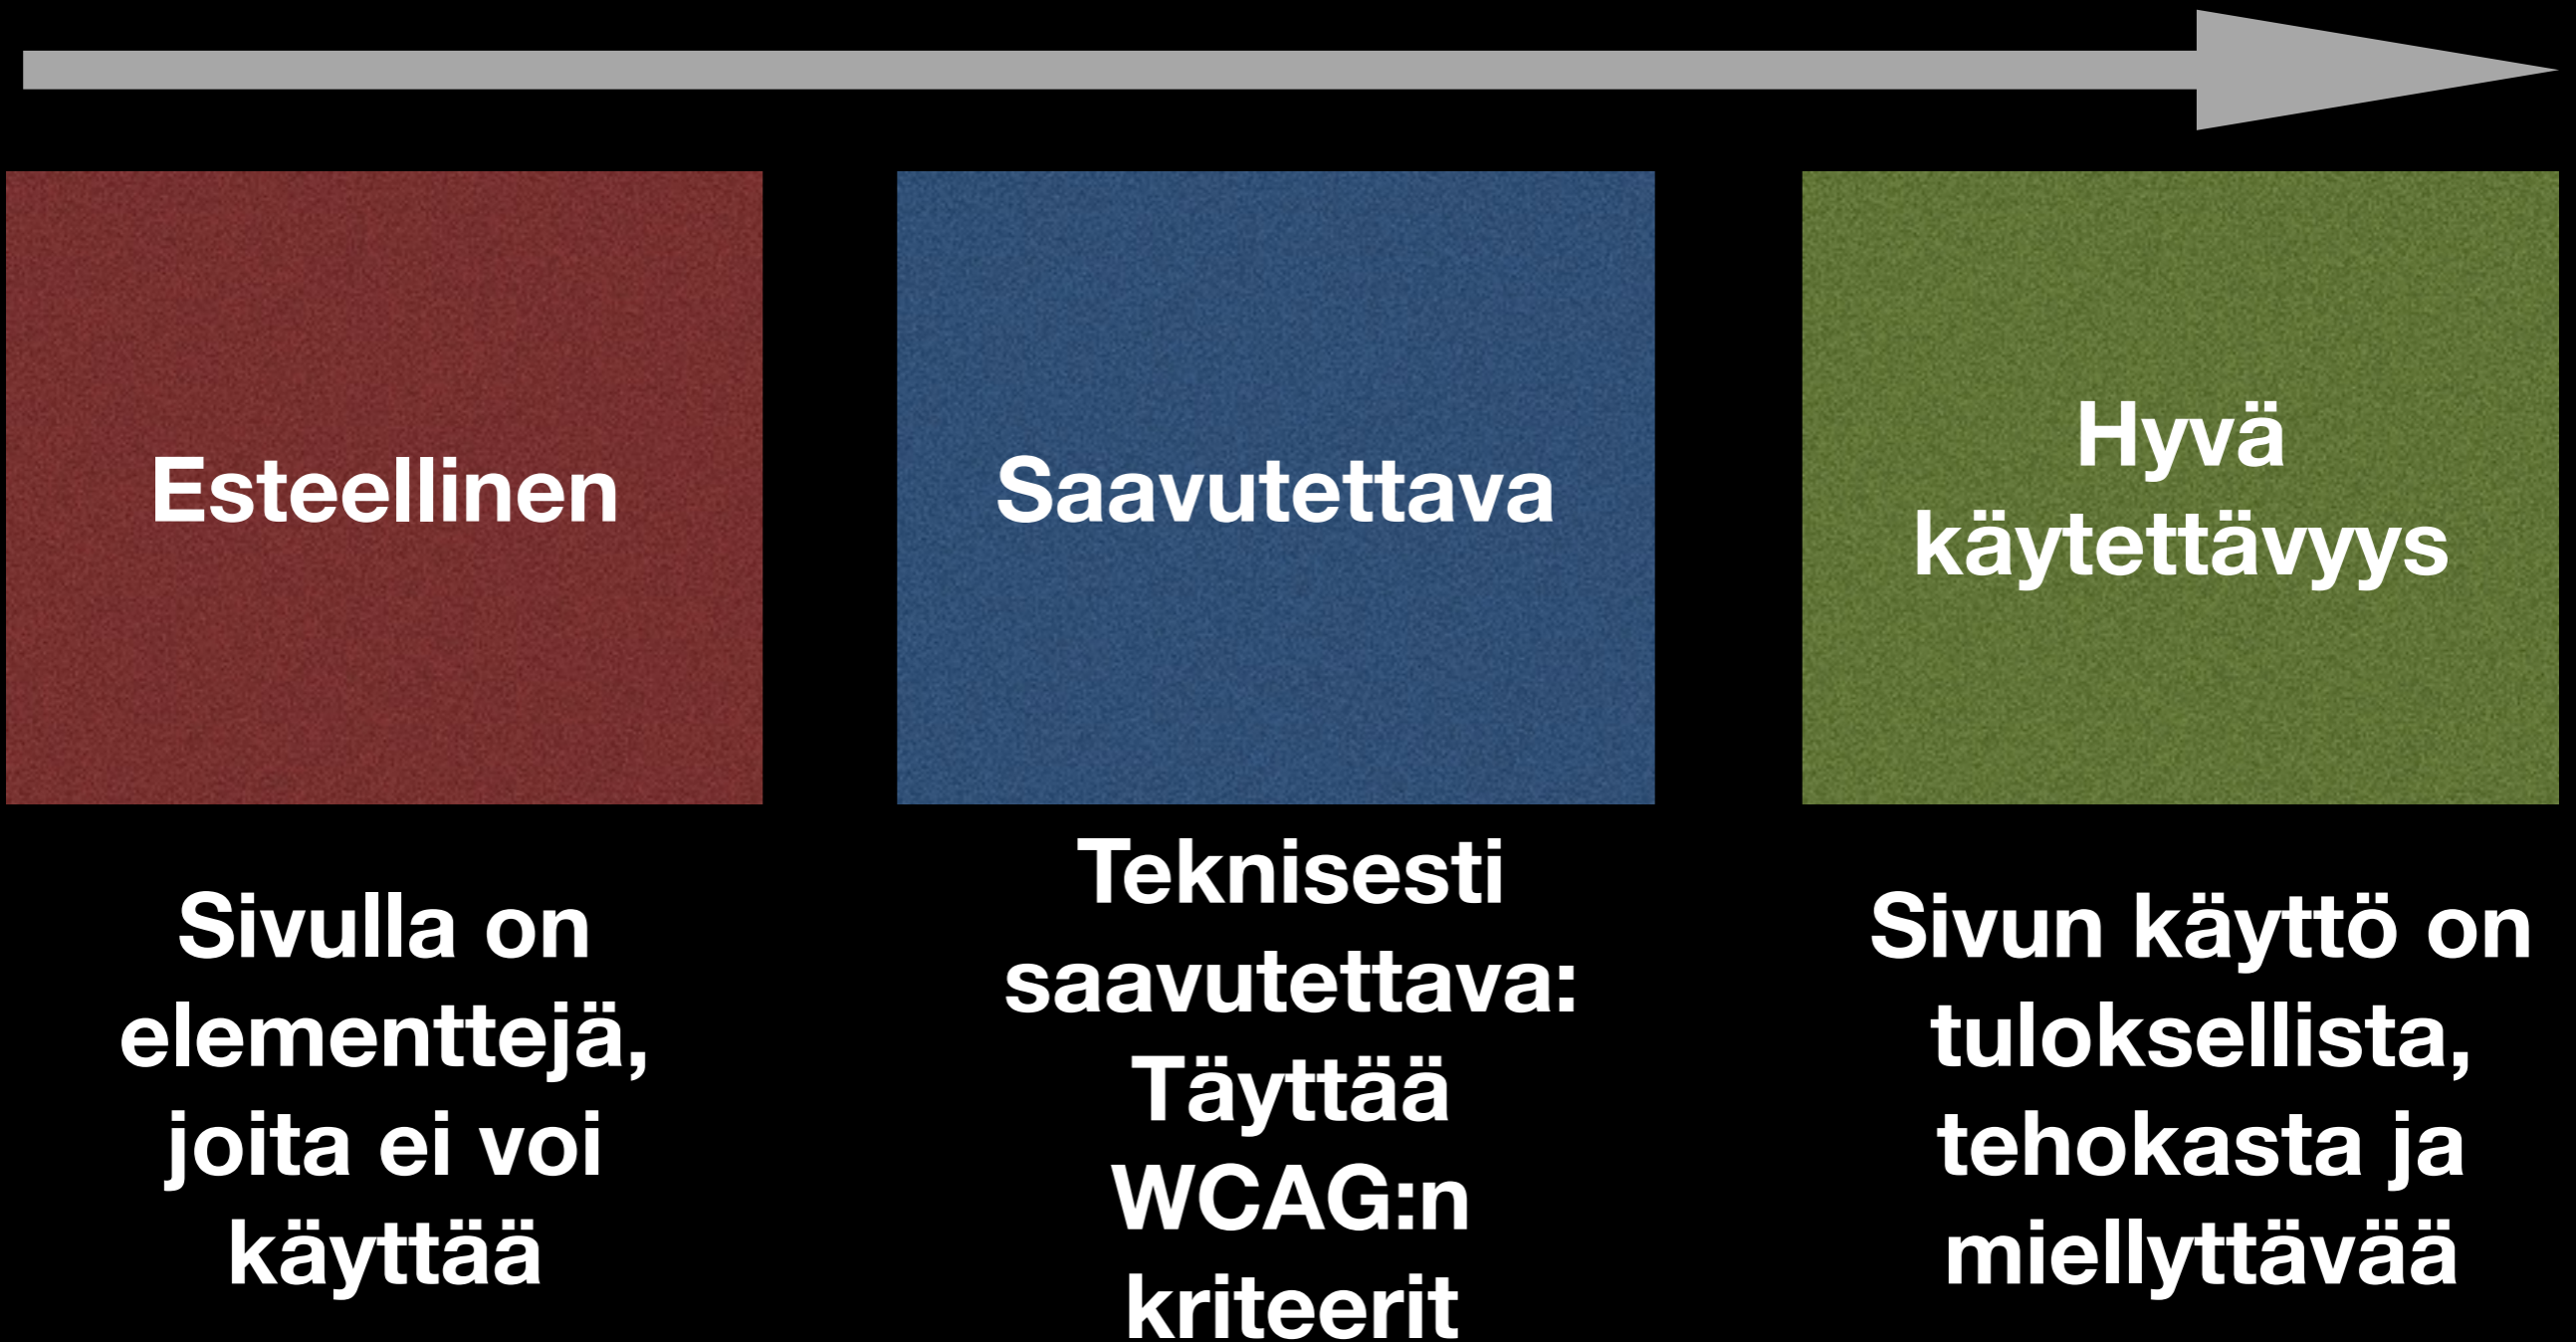 Esteellinen
Sivulla on
elementtejä,
joita ei voi
käyttää
Saavutettava
Teknisesti
saavutettava:
Täyttää
WCAG:n
kriteerit
Hyvä
käytettävyys
Sivun käyttö on
tuloksellista,
tehokasta ja
miellyttävää